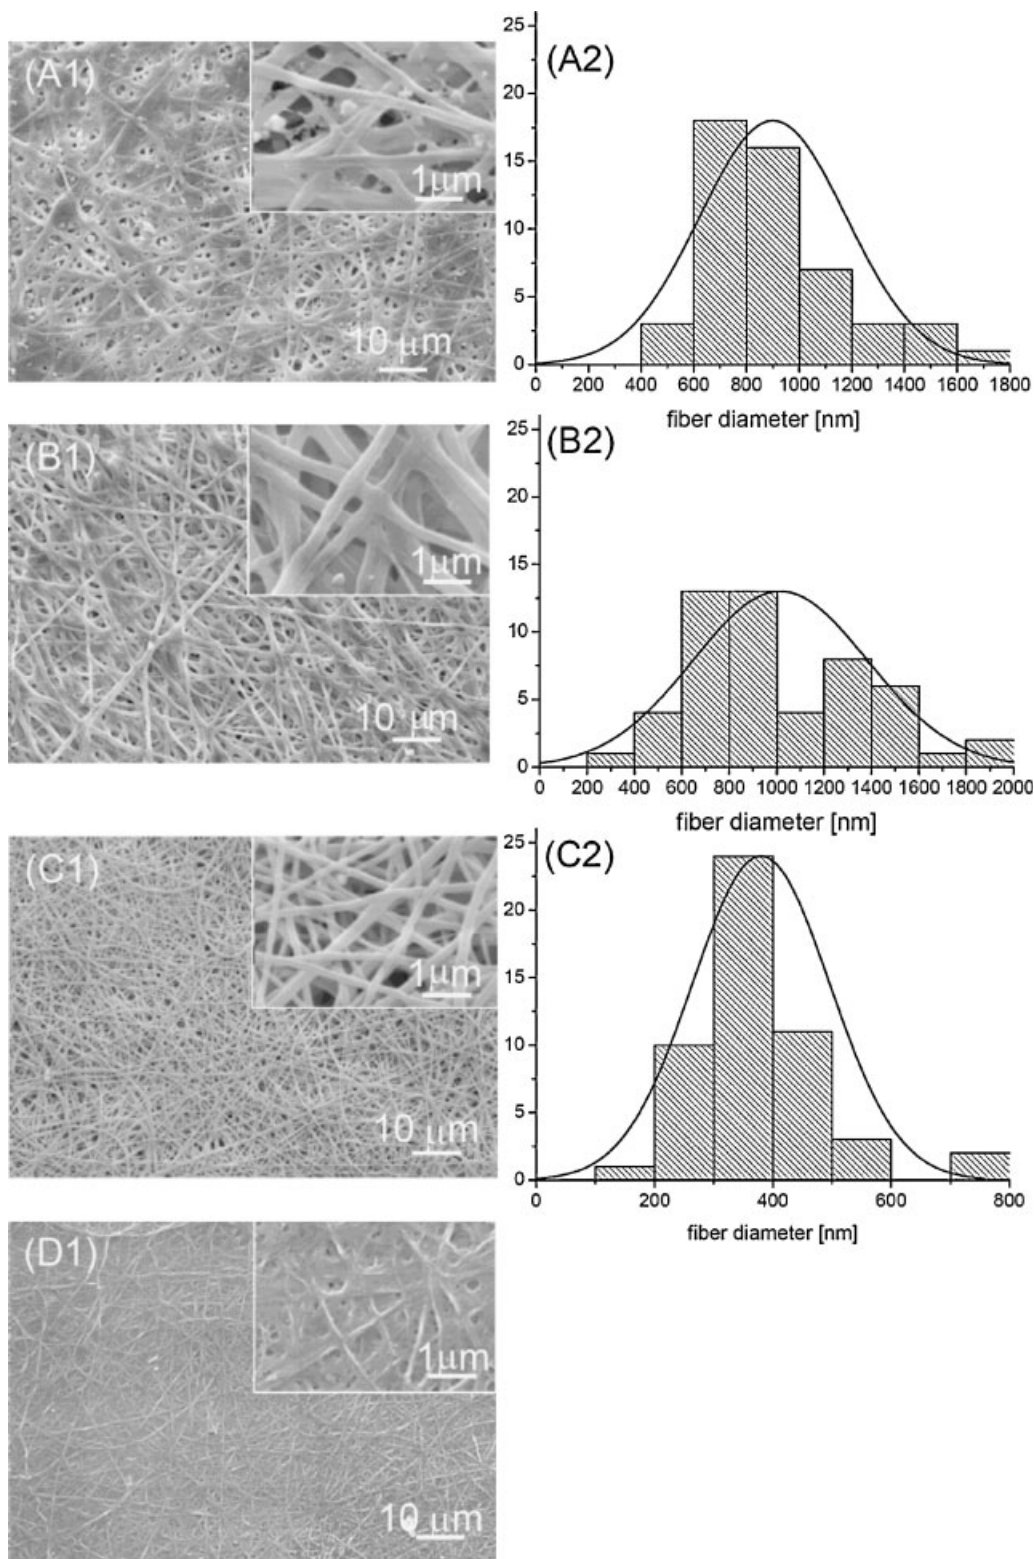 (A1)
1μm
10 μm
(A2)
25
20
15
10
5
0
0 200 400 600 800 1000 1200 1400 1600 1800
fiber diameter [nm]
(B1)
1μm
10 μm
(B2)
25
20
15
10
5
0
0 200 400 600 800 1000 1200 1400 1600 1800 2000
fiber diameter [nm]
(C1)
1μm
10 μm
(C2)
25
20
15
10
5
0
0 200 400 600 800
fiber diameter [nm]
(D1)
1μm
10 μm